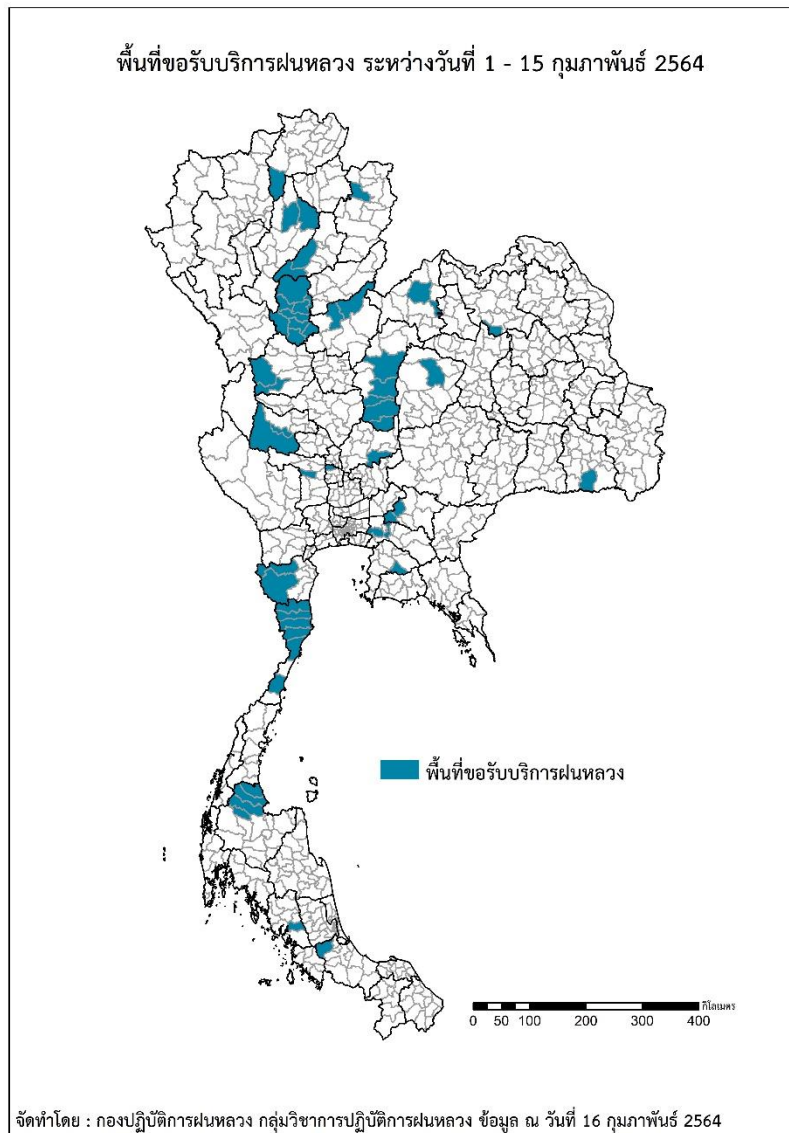 พื้นที่ขอรับบริการฝนหลวง ระหว่างวันที่ 1 - 15 กุมภาพันธ์ 2564
พื้นที่ขอรับบริการฝนหลวง
กิโลเมตร
0 50 100 200 300 400
จัดทำโดย : กองปฏิบัติการฝนหลวง กลุ่มวิชาการปฏิบัติการฝนหลวง ข้อมูล ณ วันที่ 16 กุมภาพันธ์ 2564